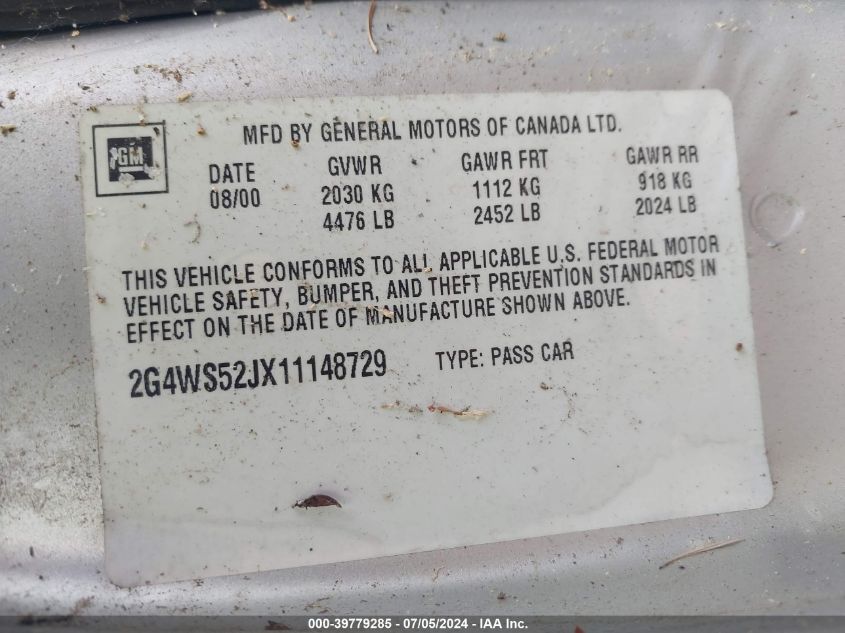 GM
MFD BY GENERAL MOTORS OF CANADA LTD.
DATE GVWR GAWR FRT GAWR RR
08/00 2030 KG 1112 KG 918 KG
4476 LB 2452 LB 2024 LB
THIS VEHICLE CONFORMS TO ALL APPLICABLE U.S. FEDERAL MOTOR
VEHICLE SAFETY, BUMPER, AND THEFT PREVENTION STANDARDS IN
EFFECT ON THE DATE OF MANUFACTURE SHOWN ABOVE.
2G4WS52JX11148729 TYPE: PASS CAR
000-39779285 - 07/05/2024 - IAA Inc.